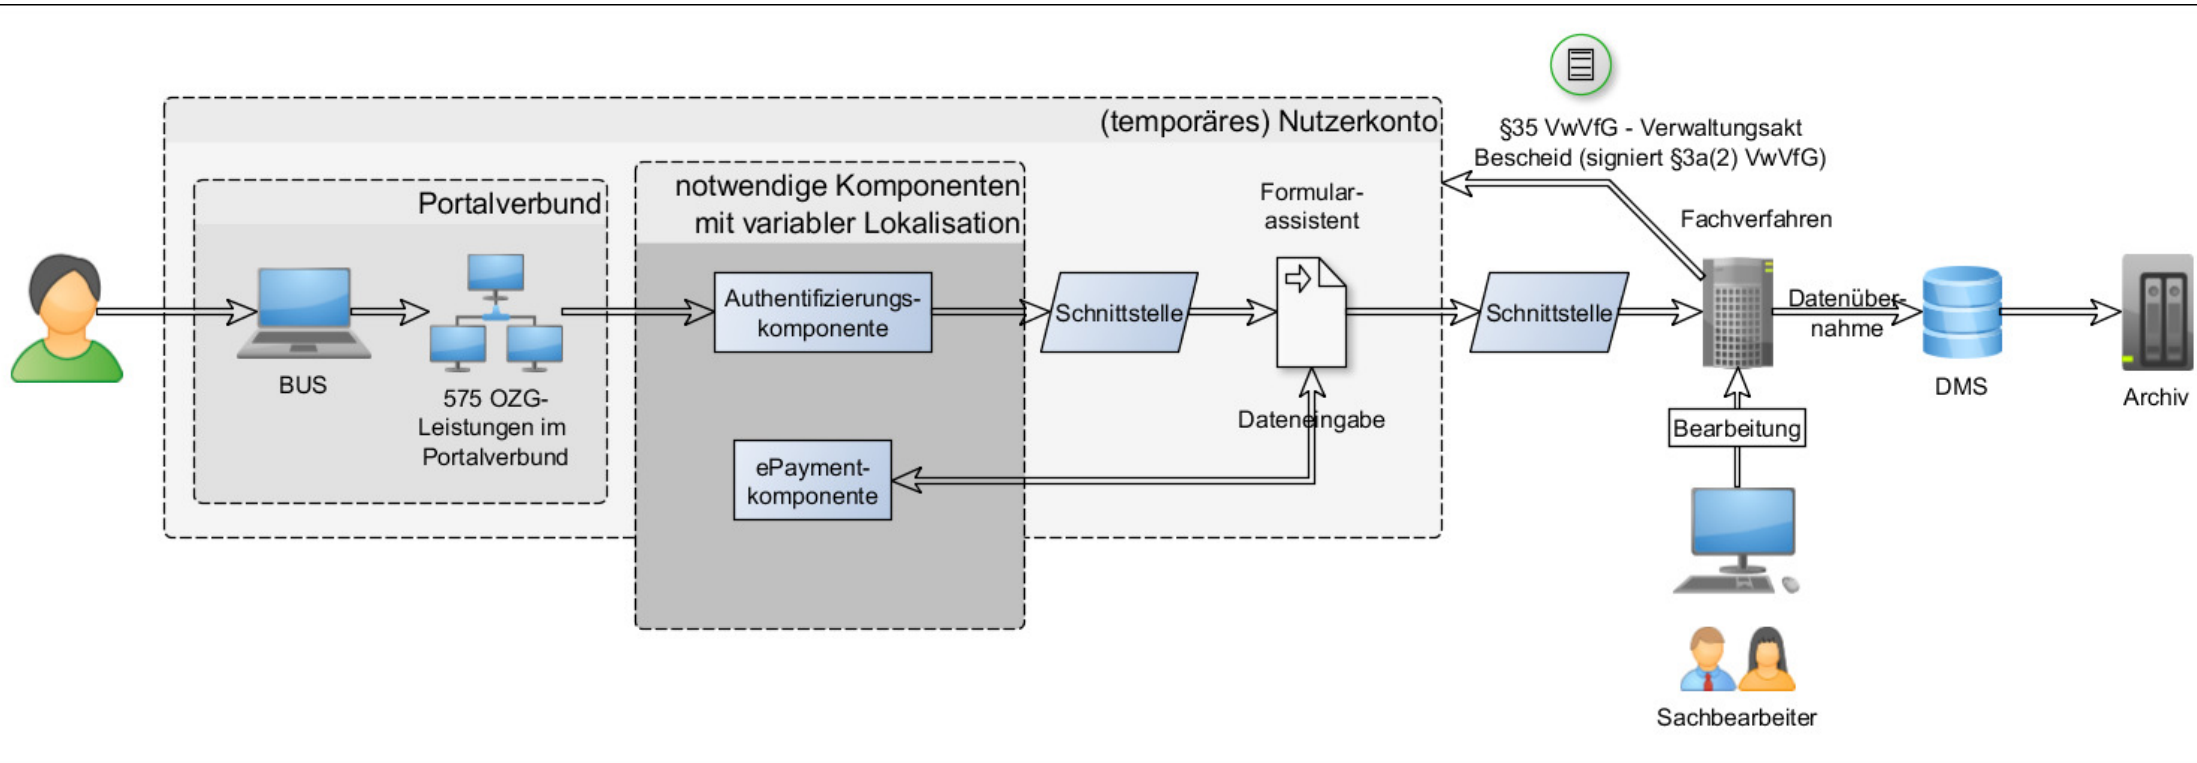 (temporäres) Nutzerkonto
§35 VwVfG - Verwaltungsakt
Bescheid (signiert §3a(2) VwVfG)
Portalverbund
notwendige Komponenten
mit variabler Lokalisation
Formular-
assistent
Fachverfahren
BUS
575 OZG-
Leistungen im
Portalverbund
Authentifizierungs-
komponente
Schnittstelle
Schnittstelle
Datenüber-
nahme
DMS
Archiv
Dateneingabe
ePayment-
komponente
Bearbeitung
Sachbearbeiter